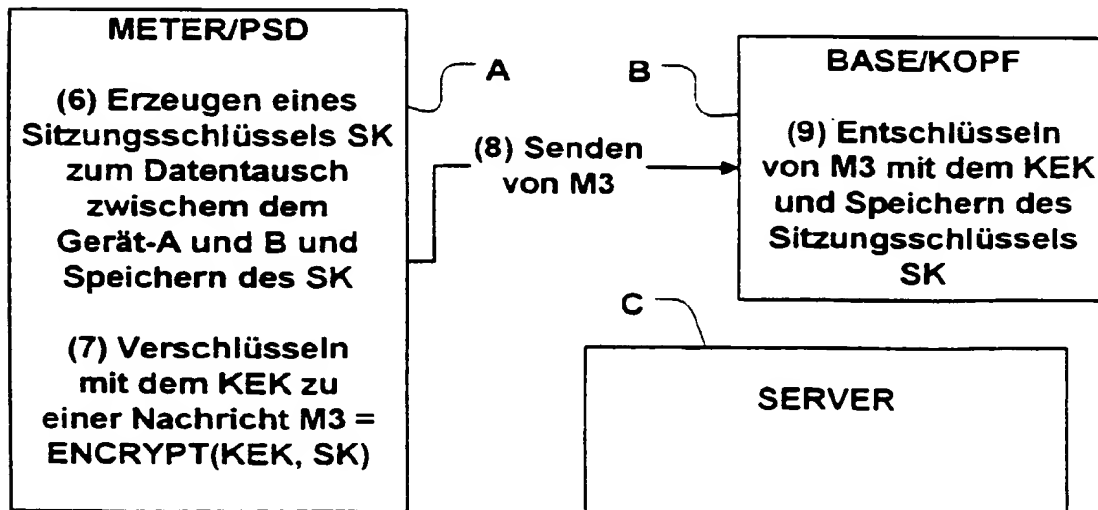 METER/PSD
(6) Erzeugen eines
Sitzungsschlüssels SK
zum Datentausch
zwischem dem
Gerät-A und B und
Speichern des SK
(7) Verschlüsseln
mit dem KEK zu
einer Nachricht M3 =
ENCRYPT(KEK, SK)
A
(8) Senden
von M3
B
BASE/KOPF
(9) Entschlüsseln
von M3 mit dem KEK
und Speichern des
Sitzungsschlüssels
SK
C
SERVER